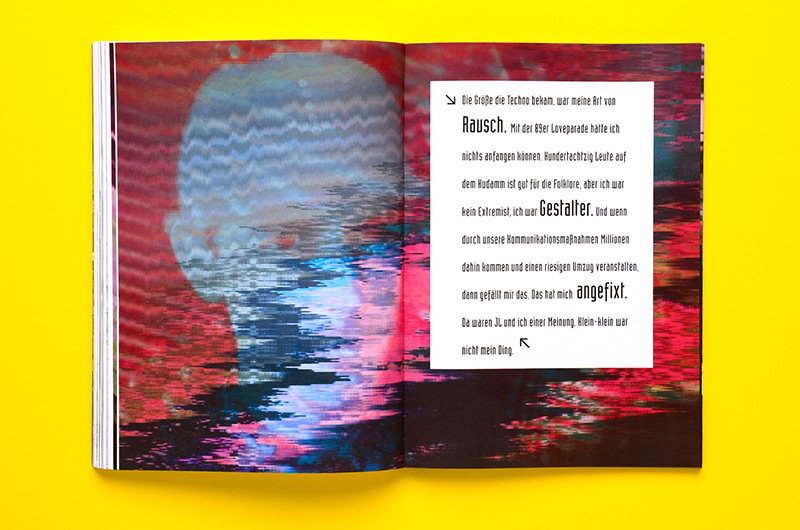 Die Größe die Techno bekam, war meine Art von
Rausch. Mit der 89er Loveparade hätte ich
nichts anfangen können. Hundertachtzig Leute auf
dem Kudamm ist gut für die Folklore, aber ich war
kein Extremist, ich war Gestalter. Und wenn
durch unsere Kommunikationsmaßnahmen Millionen
dahin kommen und einen riesigen Umzug veranstalten,
dann gefällt mir das. Das hat mich angefixt.
Da waren JL und ich einer Meinung. Klein-klein war
nicht mein Ding.